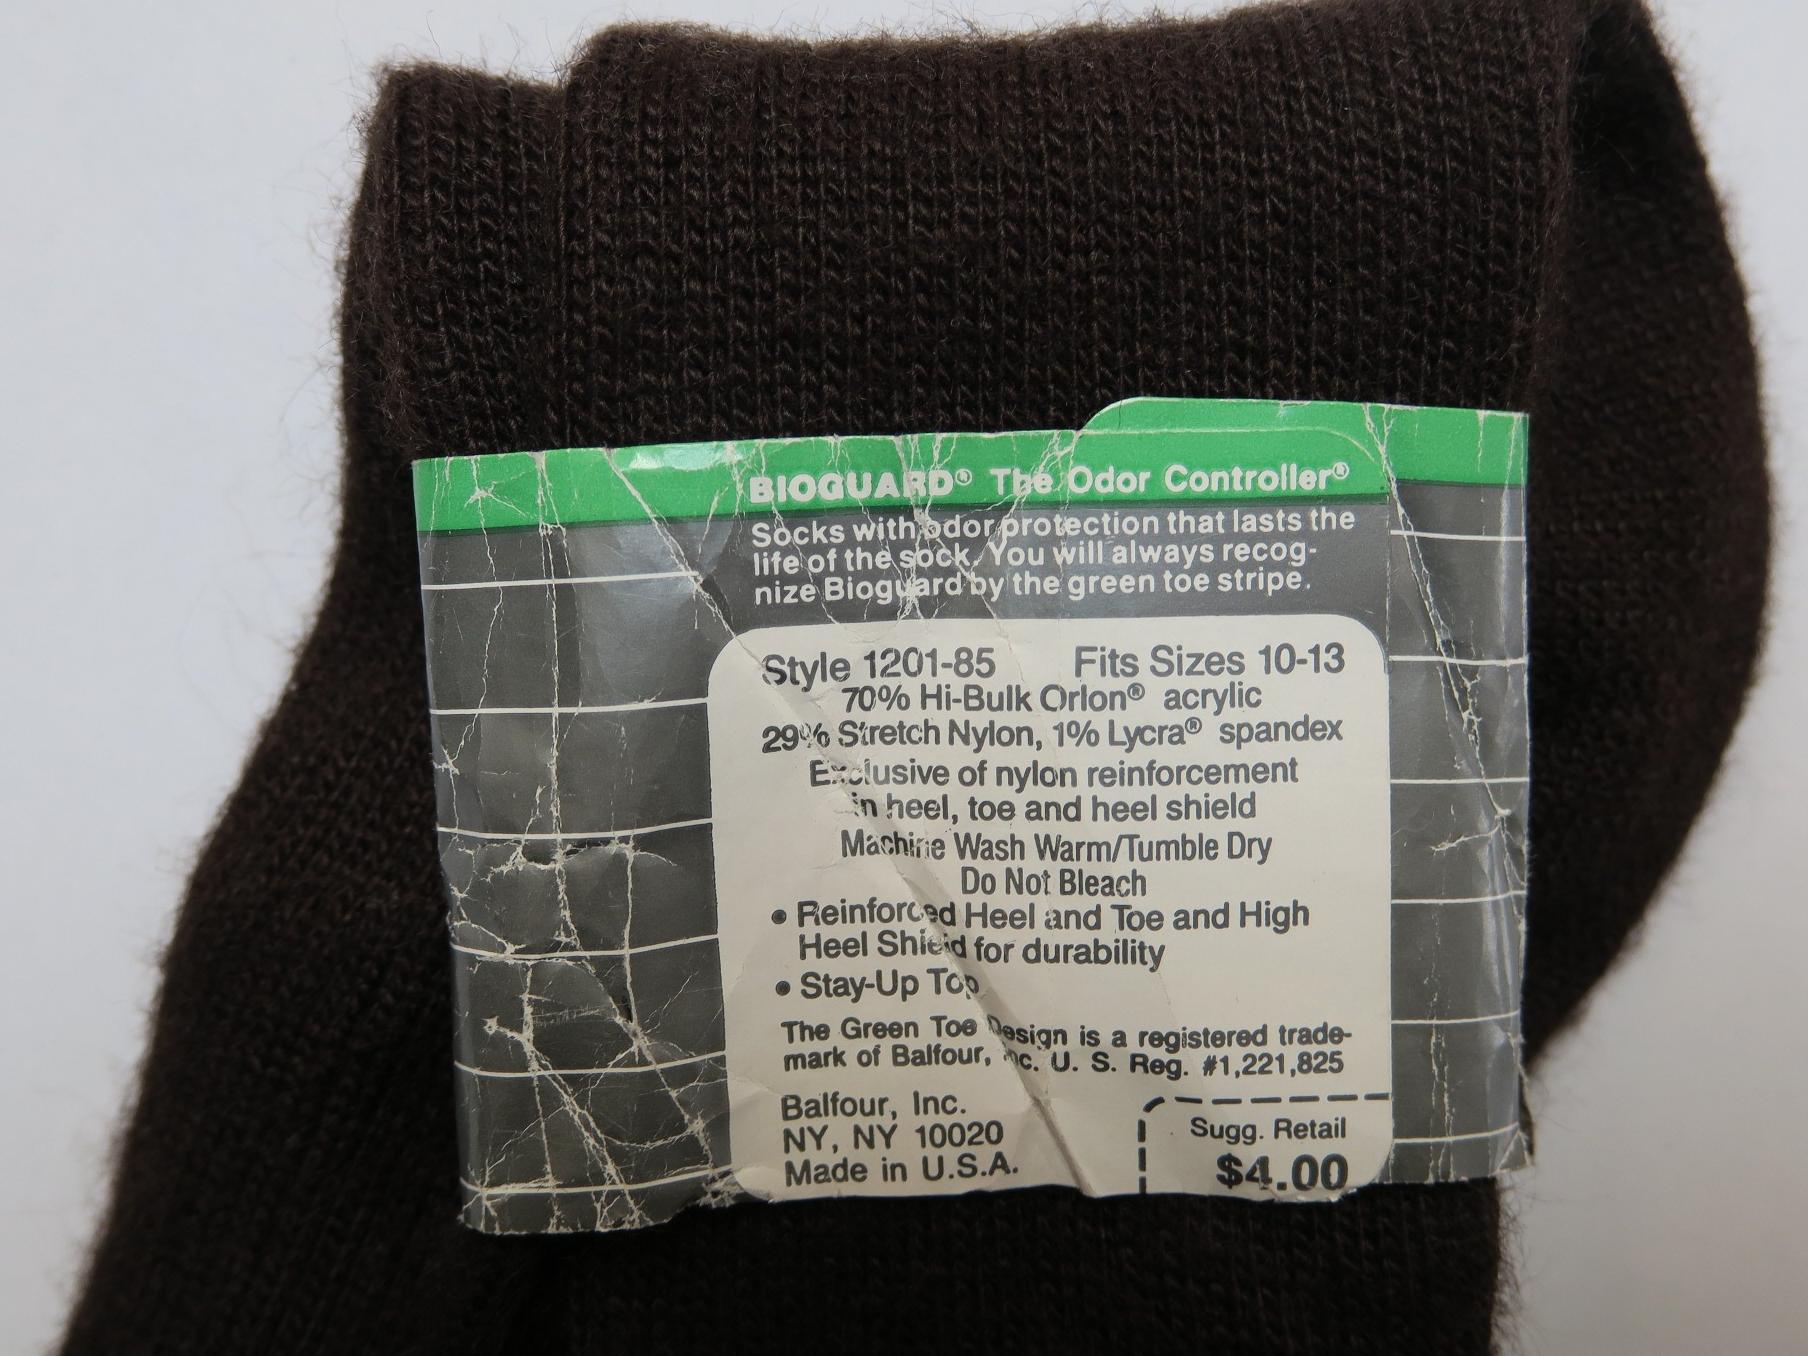 BIOGUARD® The Odor Controller®
Socks with odor protection that lasts the
life of the sock. You will always recog-
nize Bioguard by the green toe stripe.
Style 1201-85 Fits Sizes 10-13
70% Hi-Bulk Orlon® acrylic
29% Stretch Nylon, 1% Lycra® spandex
Exclusive of nylon reinforcement
in heel, toe and heel shield
Machine Wash Warm/Tumble Dry
Do Not Bleach
• Reinforced Heel and Toe and High
Heel Shield for durability
• Stay-Up Top
The Green Toe Design is a registered trade-
mark of Balfour, Inc. U. S. Reg. #1,221,825
Balfour, Inc.
NY, NY 10020
Made in U.S.A.
Sugg. Retail
$4.00